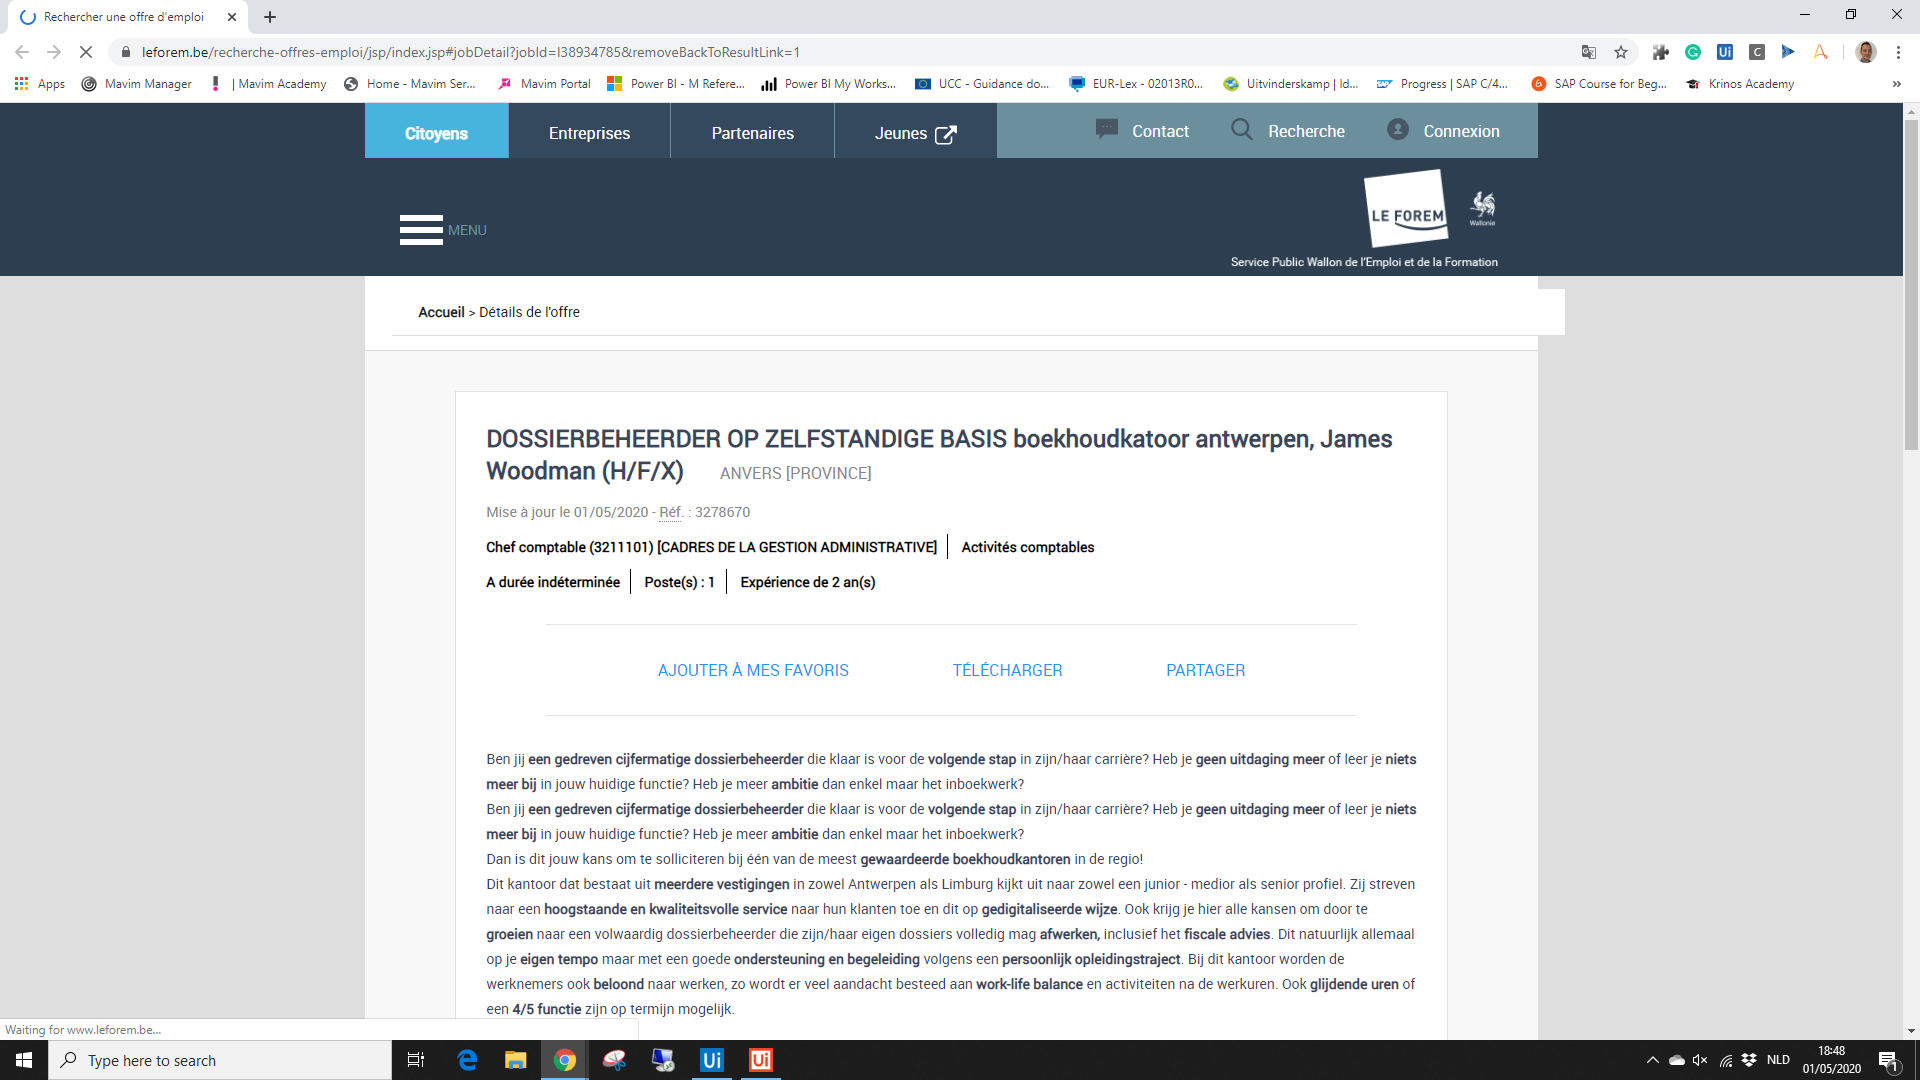 Rechercher une offre d'emploi
leforem.be/recherche-offres-emploi/jsp/index.jsp#jobDetail?jobId=I38934785&removeBackToResultLink=1
Apps Mavim Manager | Mavim Academy Home - Mavim Ser... Mavim Portal Power BI - M Refere... Power BI My Works... UCC - Guidance do... EUR-Lex - 02013R0... Uitvinderskamp | Id... Progress | SAP C/4... SAP Course for Beg... Krinos Academy »
Citoyens Entreprises Partenaires Jeunes Contact Recherche Connexion
MENU
LE FOREM
Wallonie
Service Public Wallon de l'Emploi et de la Formation
Accueil > Détails de l'offre
DOSSIERBEHEERDER OP ZELFSTANDIGE BASIS boekhoudkatoor antwerpen, James
Woodman (H/F/X) ANVERS [PROVINCE]
Mise à jour le 01/05/2020 - Réf. : 3278670
Chef comptable (3211101) [CADRES DE LA GESTION ADMINISTRATIVE] Activités comptables
A durée indéterminée Poste(s) : 1 Expérience de 2 an(s)
AJOUTER À MES FAVORIS TÉLÉCHARGER PARTAGER
Ben jij een gedreven cijfermatige dossierbeheerder die klaar is voor de volgende stap in zijn/haar carrière? Heb je geen uitdaging meer of leer je niets
meer bij in jouw huidige functie? Heb je meer ambitie dan enkel maar het inboekwerk?
Ben jij een gedreven cijfermatige dossierbeheerder die klaar is voor de volgende stap in zijn/haar carrière? Heb je geen uitdaging meer of leer je niets
meer bij in jouw huidige functie? Heb je meer ambitie dan enkel maar het inboekwerk?
Dan is dit jouw kans om te solliciteren bij één van de meest gewaardeerde boekhoudkantoren in de regio!
Dit kantoor dat bestaat uit meerdere vestigingen in zowel Antwerpen als Limburg kijkt uit naar zowel een junior - medior als senior profiel. Zij streven
naar een hoogstaande en kwaliteitsvolle service naar hun klanten toe en dit op gedigitaliseerde wijze. Ook krijg je hier alle kansen om door te
groeien naar een volwaardig dossierbeheerder die zijn/haar eigen dossiers volledig mag afwerken, inclusief het fiscale advies. Dit natuurlijk allemaal
op je eigen tempo maar met een goede ondersteuning en begeleiding volgens een persoonlijk opleidingstraject. Bij dit kantoor worden de
werknemers ook beloond naar werken, zo wordt er veel aandacht besteed aan work-life balance en activiteiten na de werkuren. Ook glijdende uren of
een 4/5 functie zijn op termijn mogelijk.
Waiting for www.leforem.be...
Type here to search
Ui Ui
NLD
18:48
01/05/2020
1